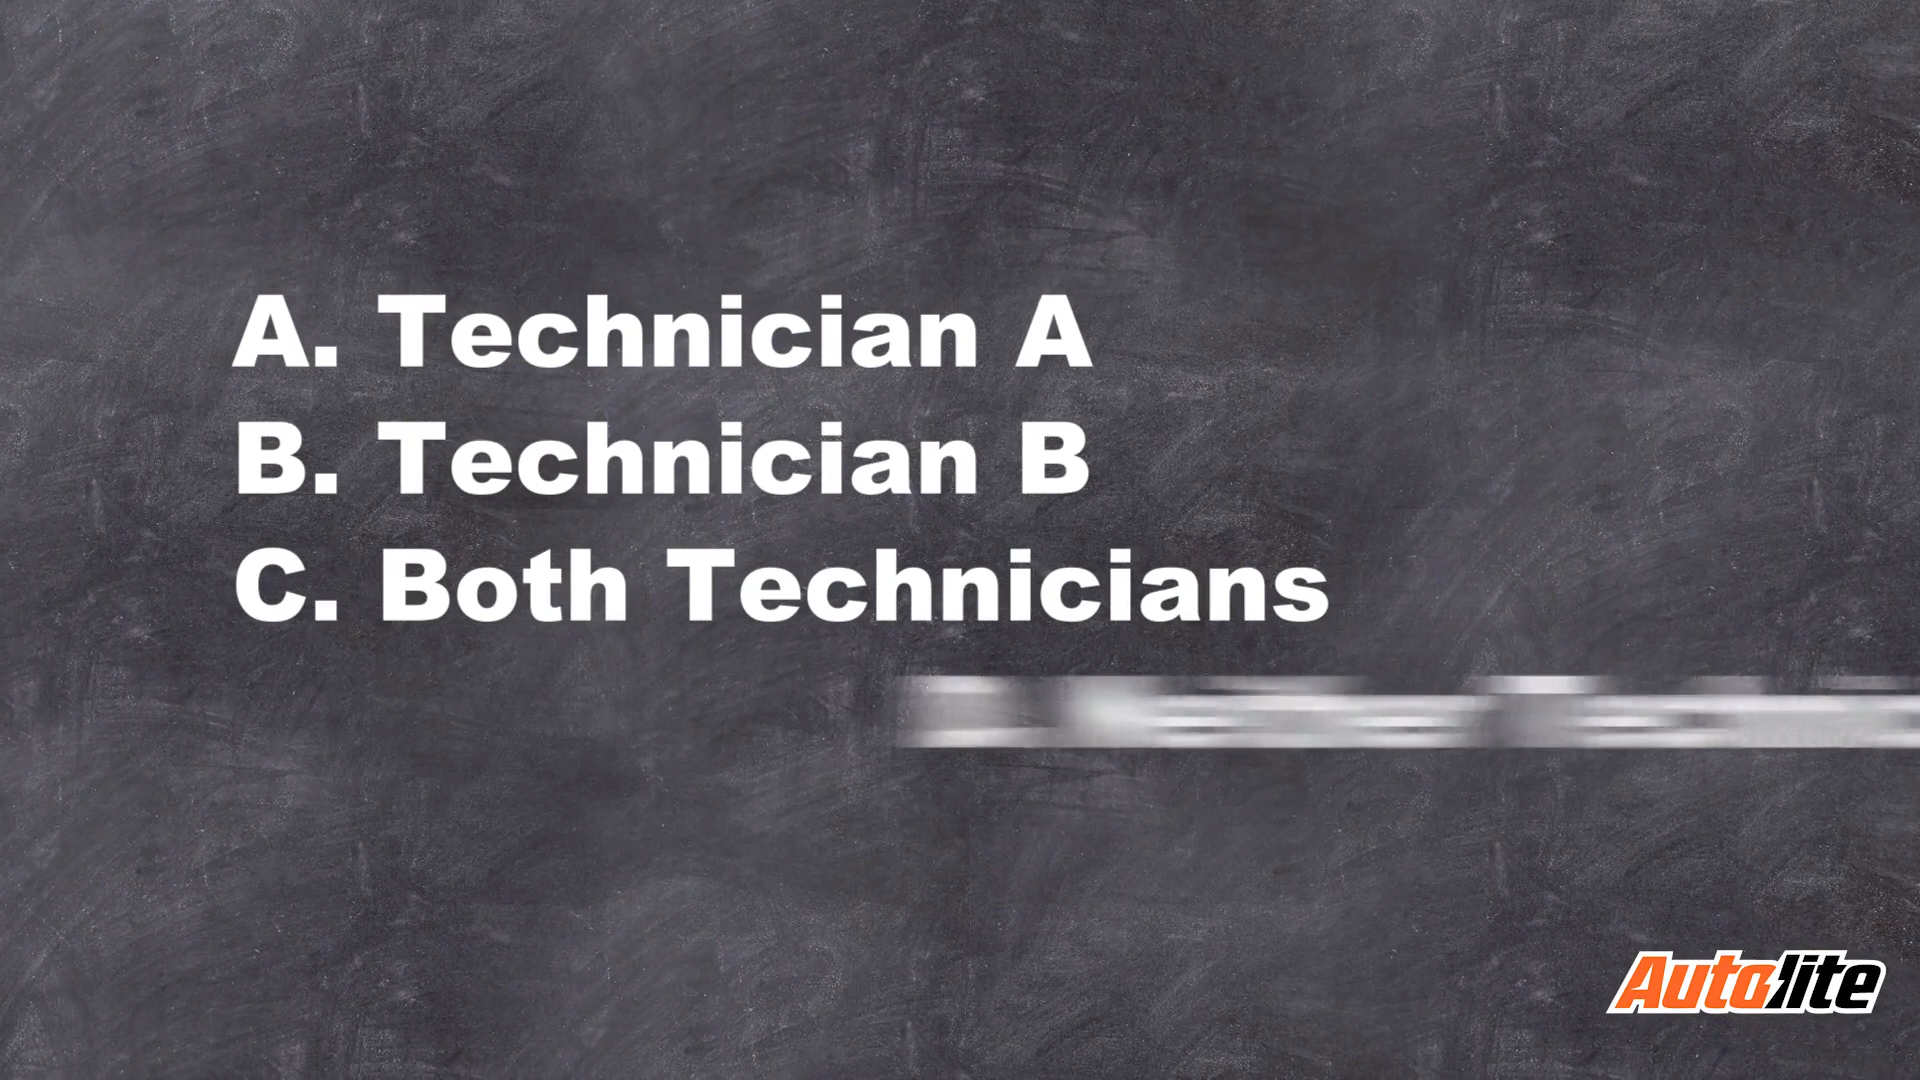 A. Technician A
B. Technician B
C. Both Technicians
Autolite